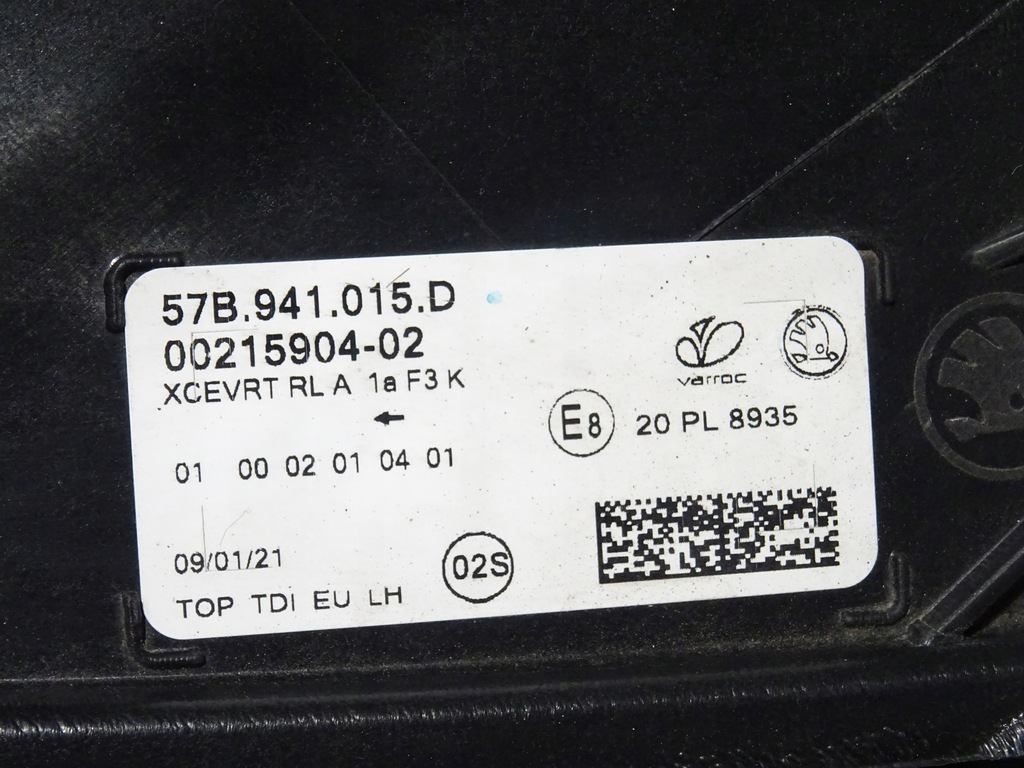 57B.941.015.D
00215904-02
XCEVRT RL A 1a F3 K
01 00 02 01 04 01
09/01/21
TOP TDI EU LH
02S
varroc
E8 20 PL 8935